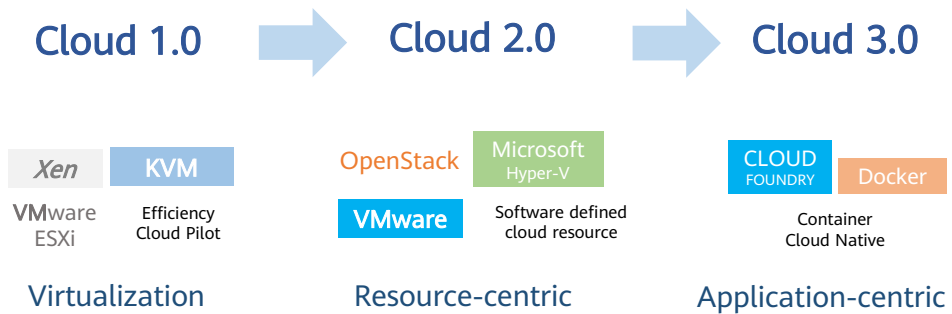 Cloud 1.0
Cloud 2.0
Cloud 3.0
Xen
KVM
VMware
ESXi
Efficiency
Cloud Pilot
OpenStack
Microsoft
Hyper-V
VMware
Software defined
cloud resource
CLOUD
FOUNDRY
Docker
Container
Cloud Native
Virtualization
Resource-centric
Application-centric